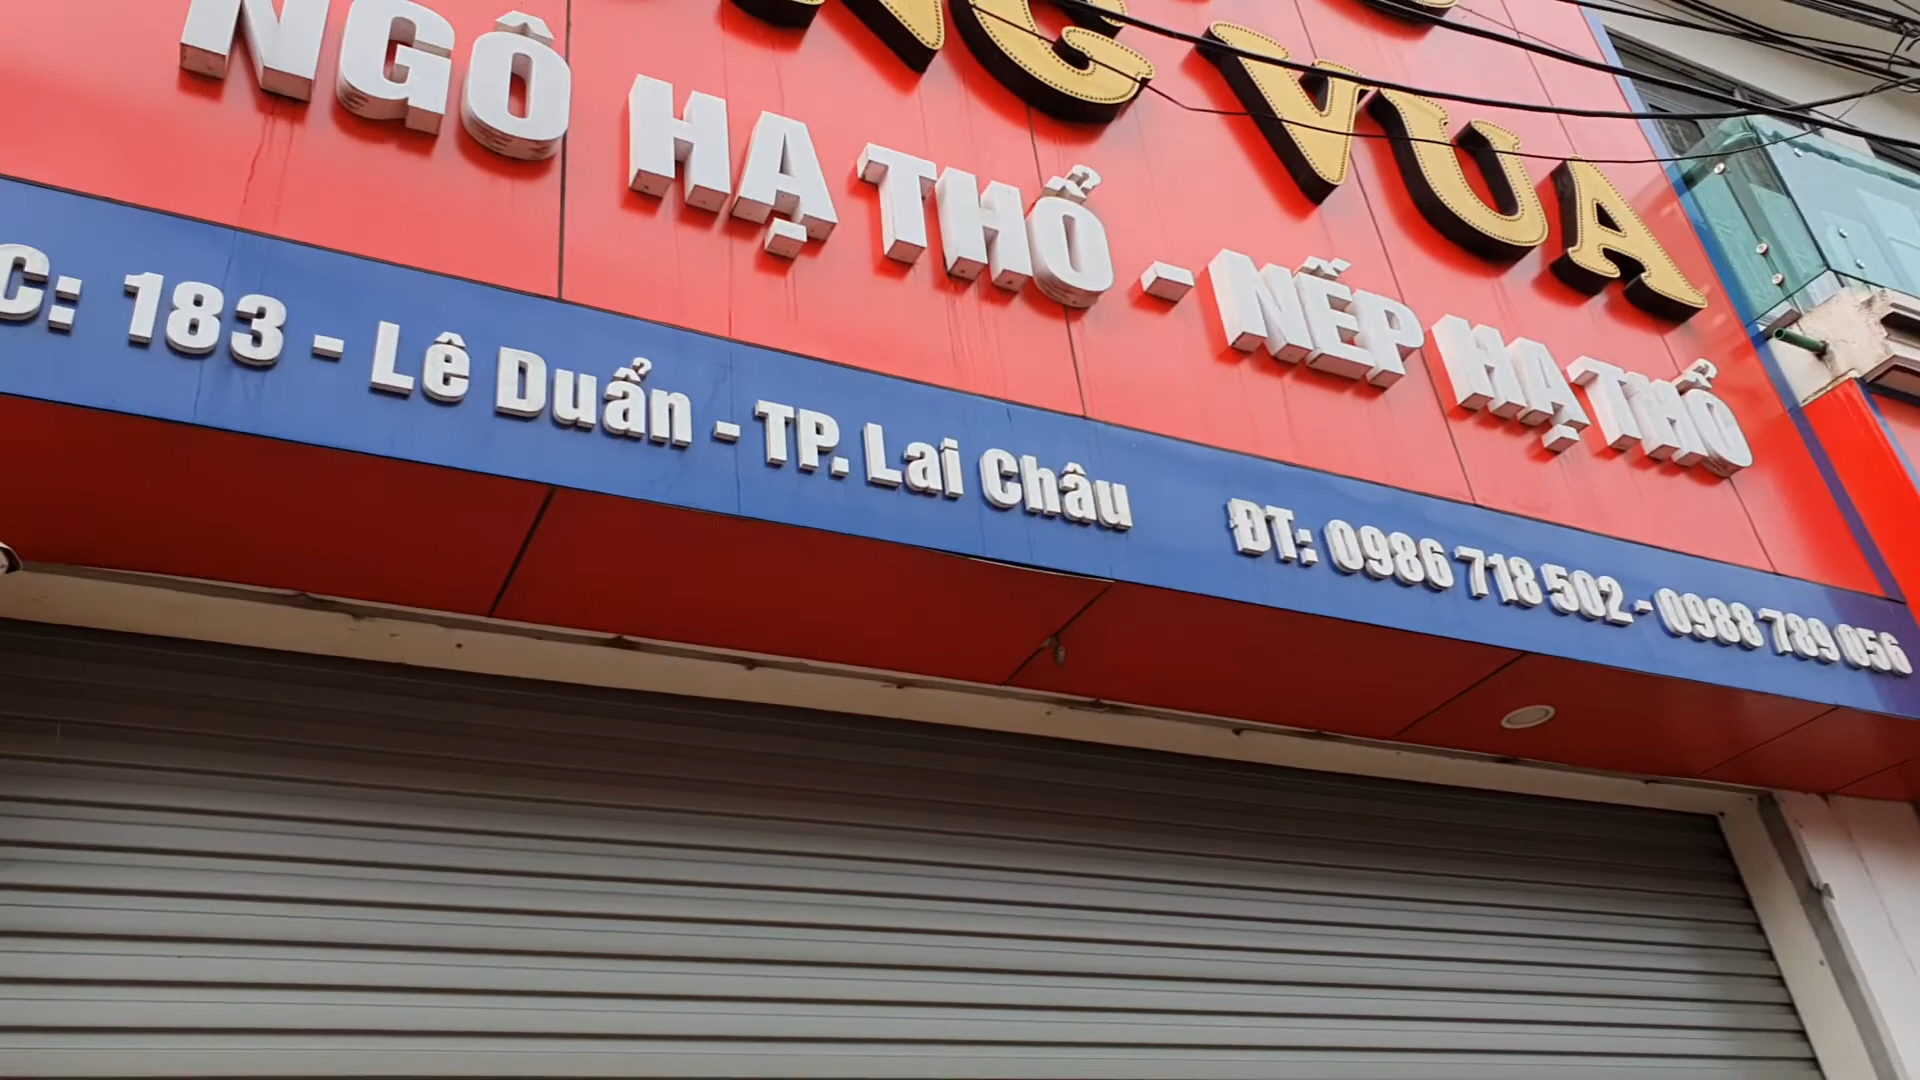 VUA
NGÔ HẠ THỔ - NẾP HẠ THỔ
C: 183 - Lê Duẩn - TP. Lai Châu ĐT: 0986 718 502 - 0988 789 056